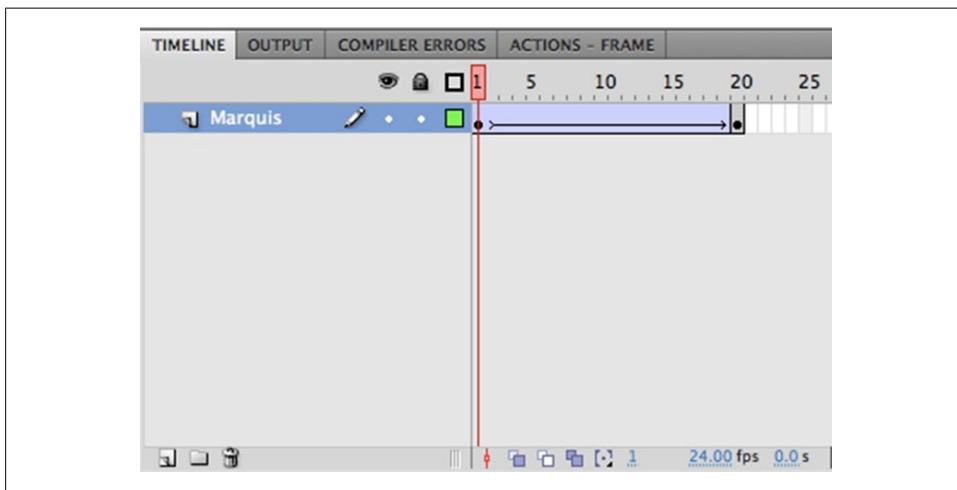 TIMELINE OUTPUT COMPILER ERRORS ACTIONS – FRAME
1 5 10 15 20 25
Marquis
1 24.00 fps 0.0 s